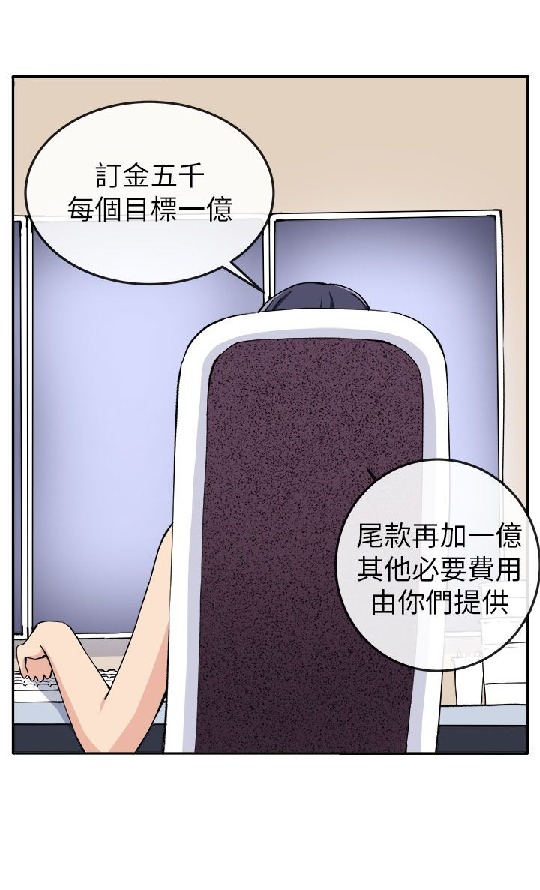 訂金五千
每個目標一億
尾款再加一億
其他必要費用
由你們提供